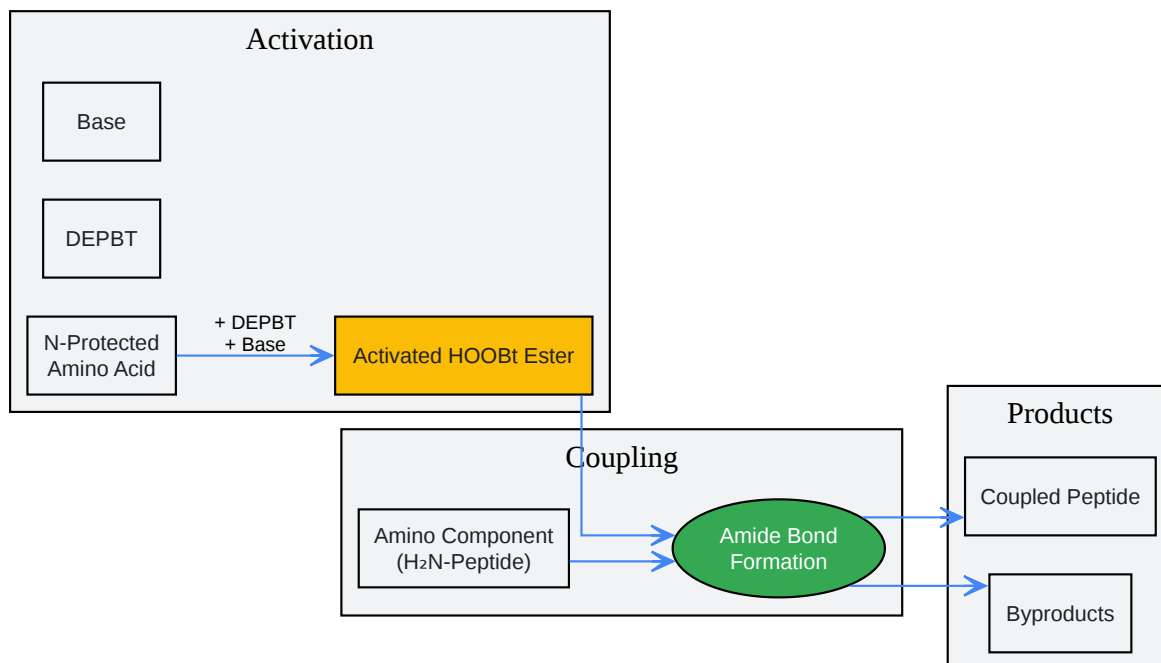 Activation
Base
DEPBT
N-Protected
Amino Acid
+ DEPBT
+ Base
Activated HOOBt Ester
Coupling
Amino Component
(H₂N-Peptide)
Amide Bond
Formation
Products
Coupled Peptide
Byproducts